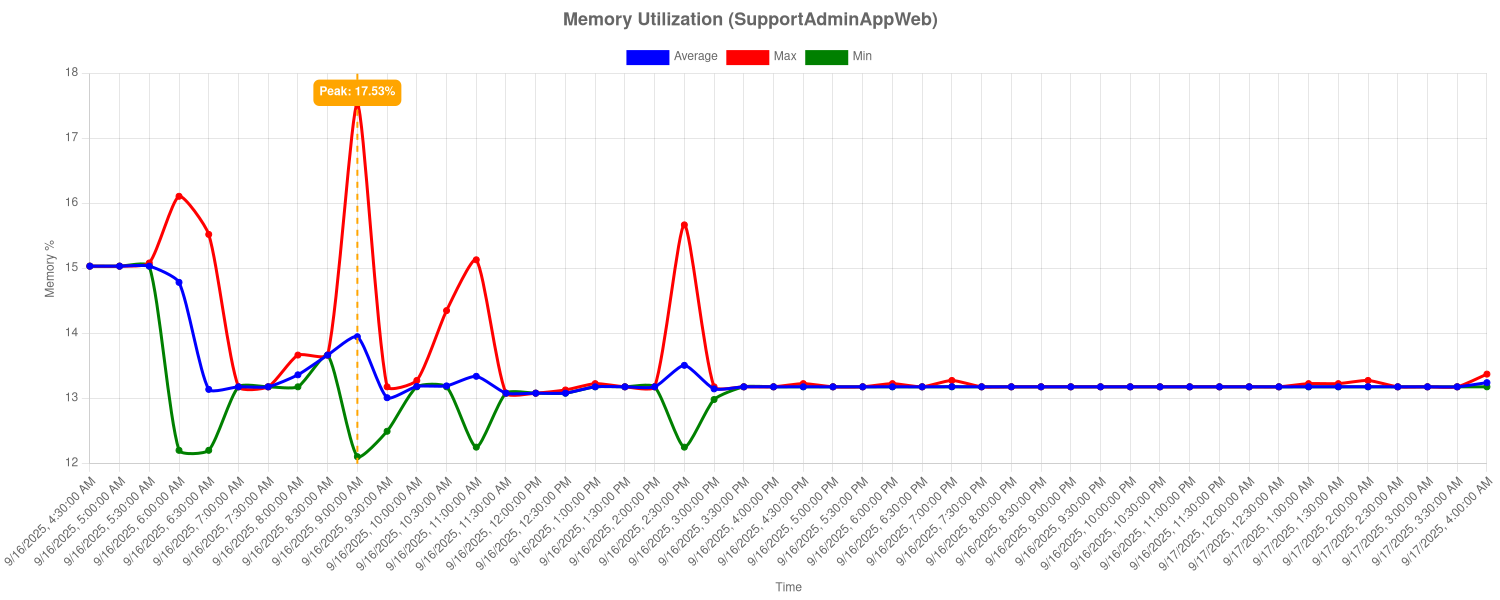 Memory Utilization (SupportAdminAppWeb)
Average Max Min
Peak: 17.53%
18
17
16
15
14
13
12
Memory %
9/16/2025, 4:30:00 AM
9/16/2025, 5:00:00 AM
9/16/2025, 5:30:00 AM
9/16/2025, 6:00:00 AM
9/16/2025, 6:30:00 AM
9/16/2025, 7:00:00 AM
9/16/2025, 7:30:00 AM
9/16/2025, 8:00:00 AM
9/16/2025, 8:30:00 AM
9/16/2025, 9:00:00 AM
9/16/2025, 9:30:00 AM
9/16/2025, 10:00:00 AM
9/16/2025, 10:30:00 AM
9/16/2025, 11:00:00 AM
9/16/2025, 11:30:00 AM
9/16/2025, 12:00:00 PM
9/16/2025, 12:30:00 PM
9/16/2025, 1:00:00 PM
9/16/2025, 1:30:00 PM
9/16/2025, 2:00:00 PM
9/16/2025, 2:30:00 PM
9/16/2025, 3:00:00 PM
9/16/2025, 3:30:00 PM
9/16/2025, 4:00:00 PM
9/16/2025, 4:30:00 PM
9/16/2025, 5:00:00 PM
9/16/2025, 5:30:00 PM
9/16/2025, 6:00:00 PM
9/16/2025, 6:30:00 PM
9/16/2025, 7:00:00 PM
9/16/2025, 7:30:00 PM
9/16/2025, 8:00:00 PM
9/16/2025, 8:30:00 PM
9/16/2025, 9:00:00 PM
9/16/2025, 9:30:00 PM
9/16/2025, 10:00:00 PM
9/16/2025, 10:30:00 PM
9/16/2025, 11:00:00 PM
9/16/2025, 11:30:00 PM
9/17/2025, 12:00:00 AM
9/17/2025, 12:30:00 AM
9/17/2025, 1:00:00 AM
9/17/2025, 1:30:00 AM
9/17/2025, 2:00:00 AM
9/17/2025, 2:30:00 AM
9/17/2025, 3:00:00 AM
9/17/2025, 3:30:00 AM
9/17/2025, 4:00:00 AM
Time